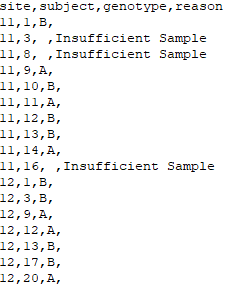 site,subject,genotype,reason
11,1,B,
11,3, ,Insufficient Sample
11,8, ,Insufficient Sample
11,9,A,
11,10,B,
11,11,A,
11,12,B,
11,13,B,
11,14,A,
11,16, ,Insufficient Sample
12,1,B,
12,3,B,
12,9,A,
12,12,A,
12,13,B,
12,17,B,
12,20,A,